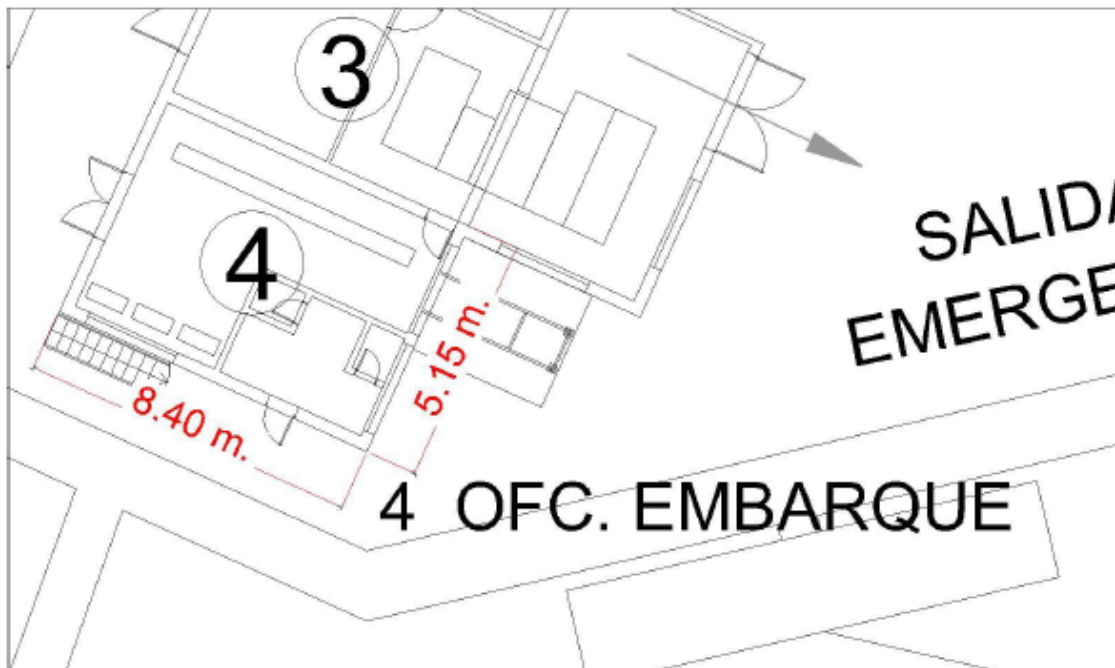 3
4
SALIDA
EMERGE
5.15 m.
8.40 m.
4 OFC. EMBARQUE